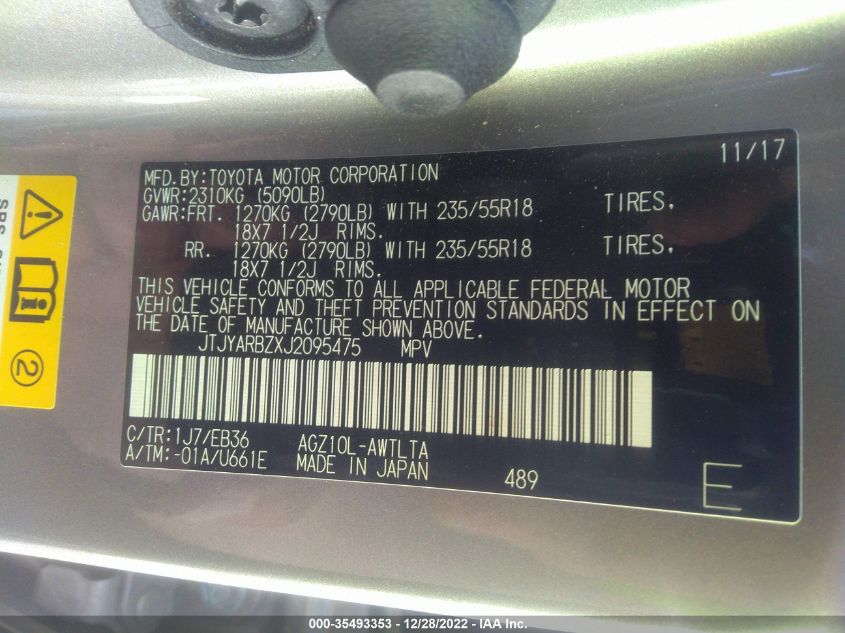 11/17
MFD.BY:TOYOTA MOTOR CORPORATION
GVWR:2310KG (5090LB)
GAWR:FRT. 1270KG (2790LB) WITH 235/55R18 TIRES,
18X7 1/2J RIMS.
RR. 1270KG (2790LB) WITH 235/55R18 TIRES,
18X7 1/2J RIMS.
THIS VEHICLE CONFORMS TO ALL APPLICABLE FEDERAL MOTOR
VEHICLE SAFETY AND THEFT PREVENTION STANDARDS IN EFFECT ON
THE DATE OF MANUFACTURE SHOWN ABOVE.
JTJYARBZXJ2095475 MPV
C/TR:1J7/EB36 AGZ10L-AWTLTA
A/TM:-01A/U661E MADE IN JAPAN 489
E
2
000-35493353 - 12/28/2022 - IAA Inc.